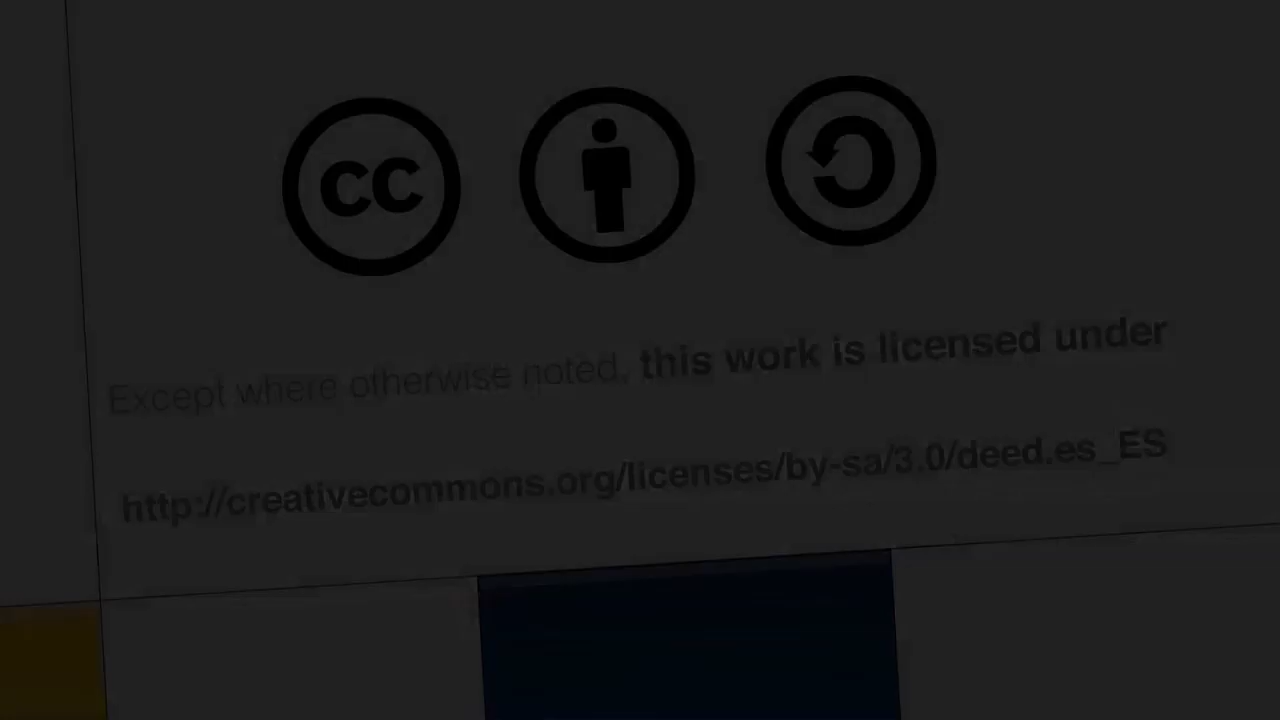 cc
Except where otherwise noted, this work is licensed under
http://creativecommons.org/licenses/by-sa/3.0/deed.es_ES